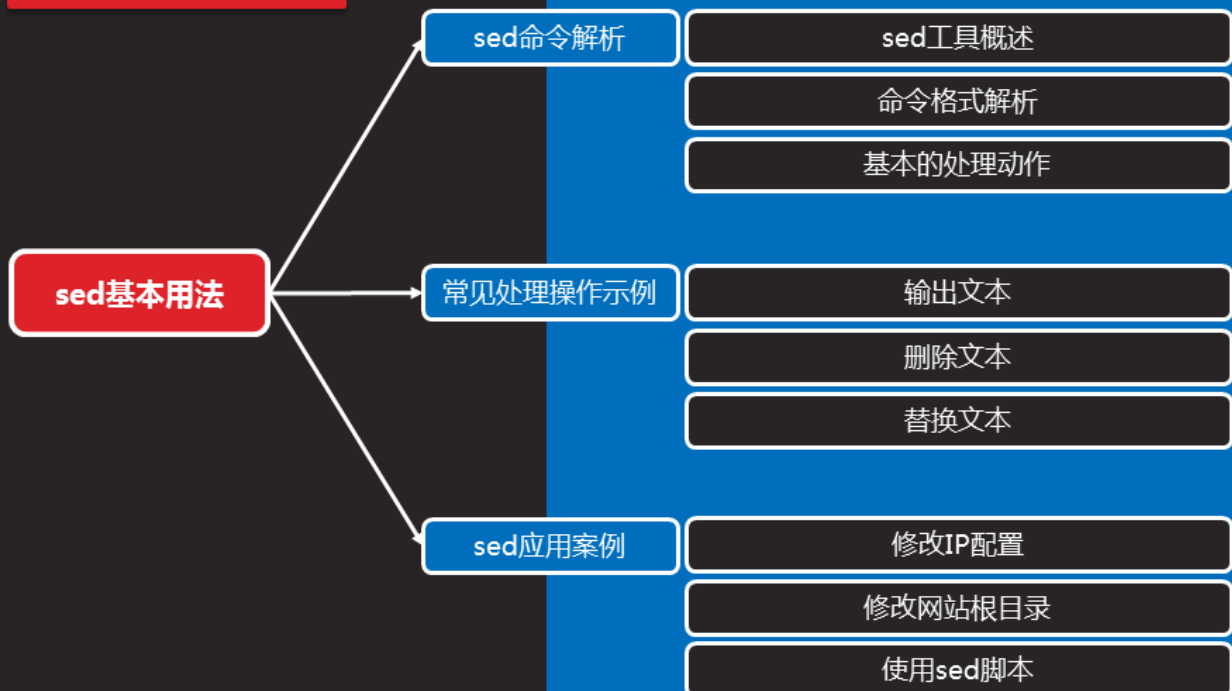 sed基本用法
sed命令解析
sed工具概述
命令格式解析
基本的处理动作
常见处理操作示例
输出文本
删除文本
替换文本
sed应用案例
修改IP配置
修改网站根目录
使用sed脚本